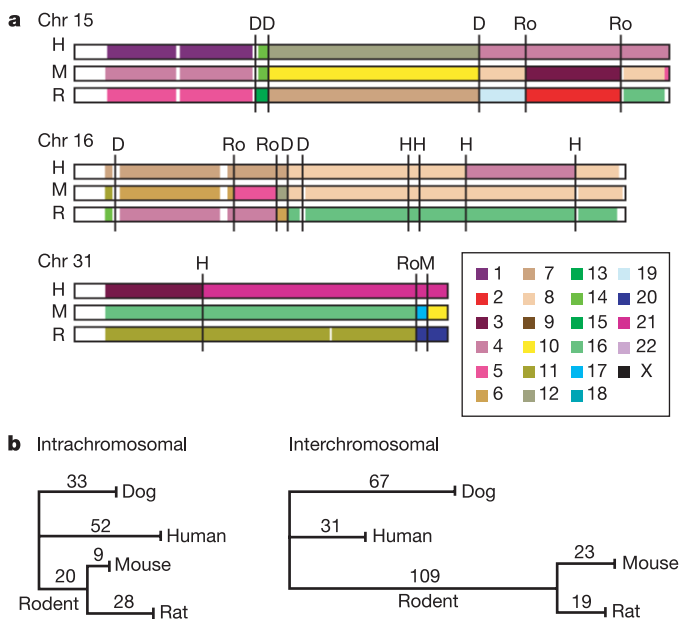 a Chr 15
D D D Ro Ro
H
M
R
Chr 16
D Ro Ro D D H H H H
H
M
R
Chr 31
H Ro M
H
M
R
1 7 13 19
2 8 14 20
3 9 15 21
4 10 16 22
5 11 17 X
6 12 18
b Intrachromosomal
33
Dog
52
Human
9
Mouse
20
Rodent
28
Rat
Interchromosomal
67
Dog
31
Human
109
Rodent
23
Mouse
19
Rat